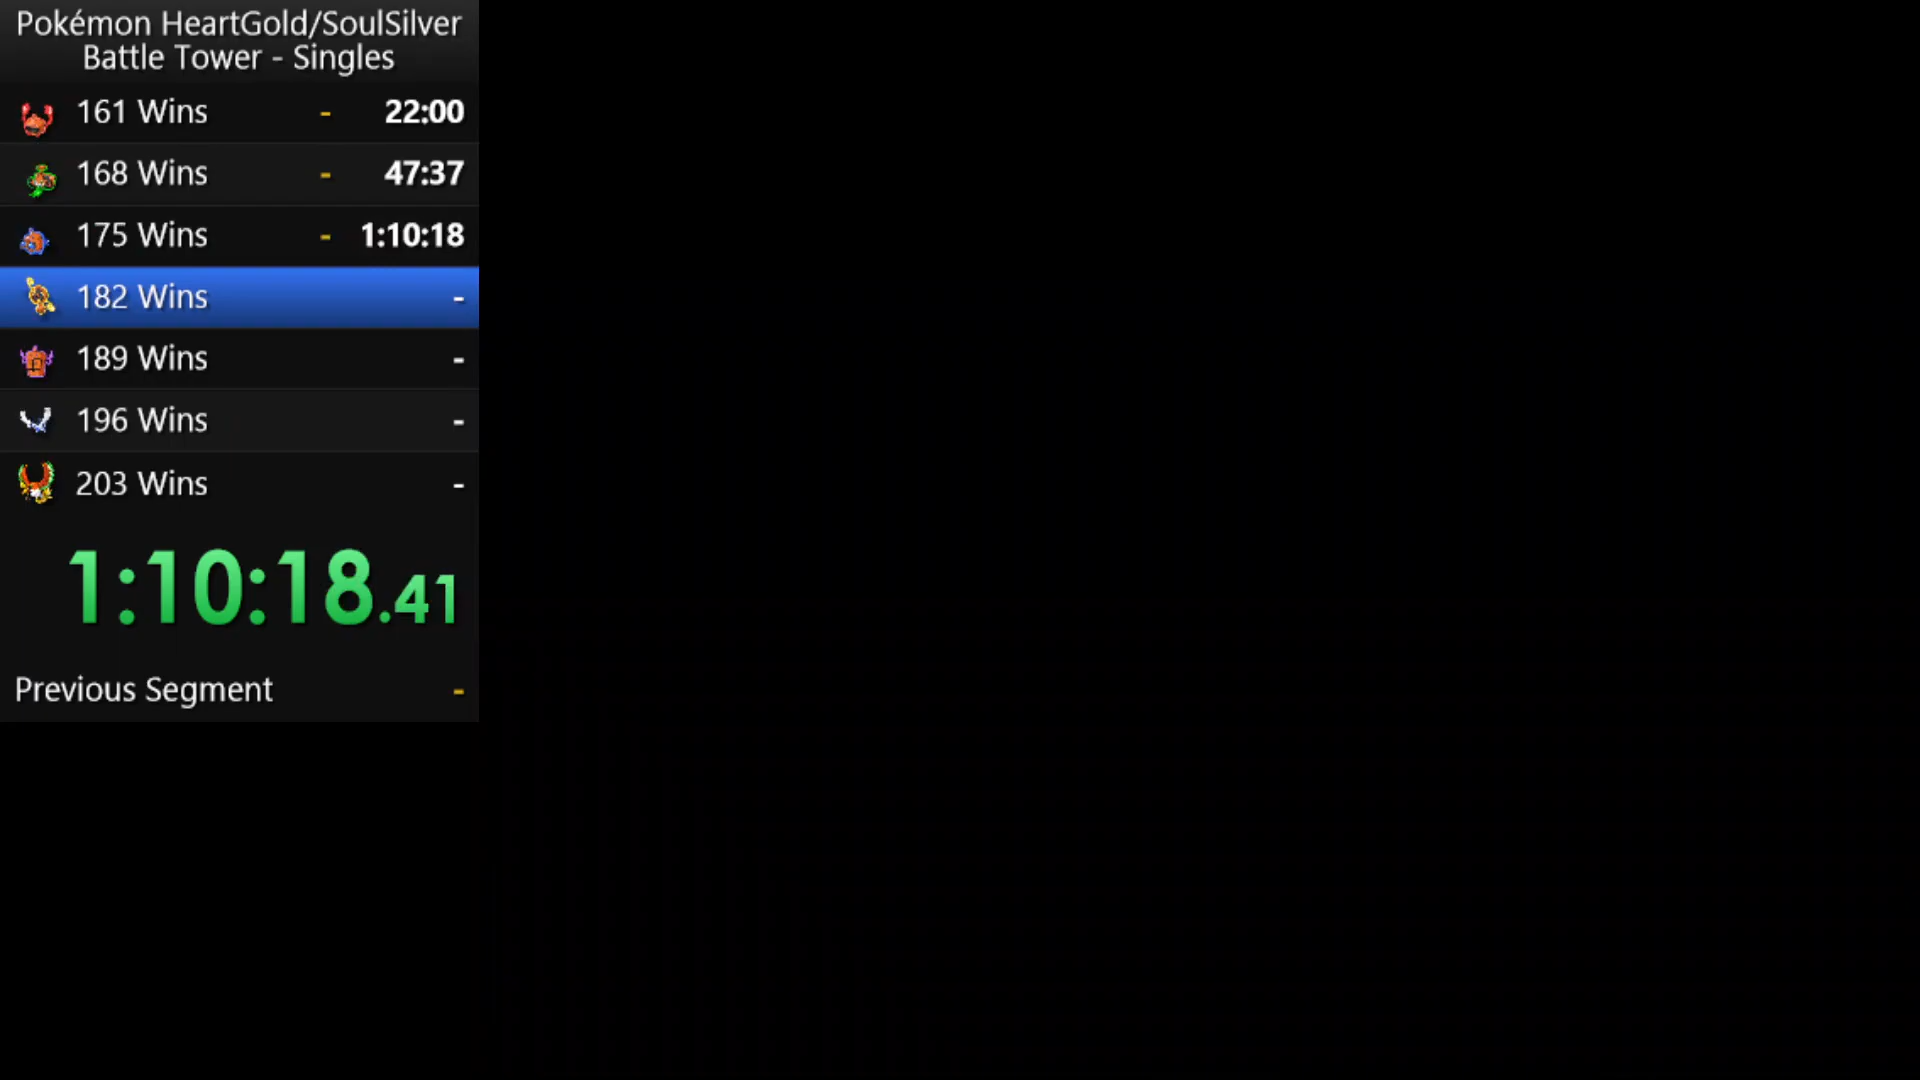 Pokémon HeartGold/SoulSilver
Battle Tower - Singles
161 Wins - 22:00
168 Wins - 47:37
175 Wins - 1:10:18
182 Wins -
189 Wins -
196 Wins -
203 Wins -
1:10:18.41
Previous Segment -